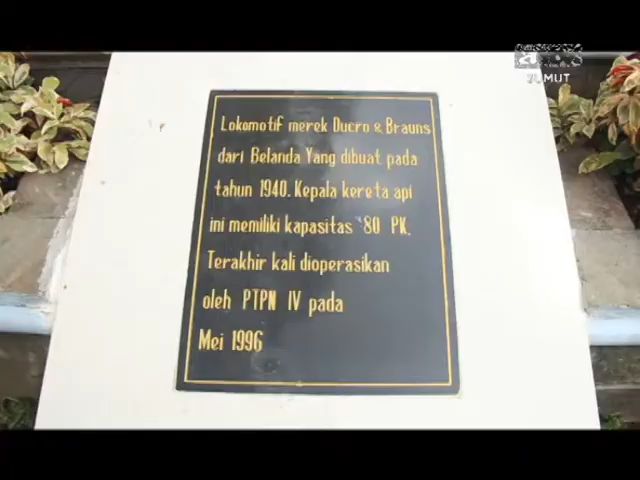 Lokomotif merek Ducro & Brauns
dari Belanda Yang dibuat pada
tahun 1940. Kepala kereta api
ini memiliki kapasitas 80 PK.
Terakhir kali dioperasikan
oleh PTPN IV pada
Mei 1996